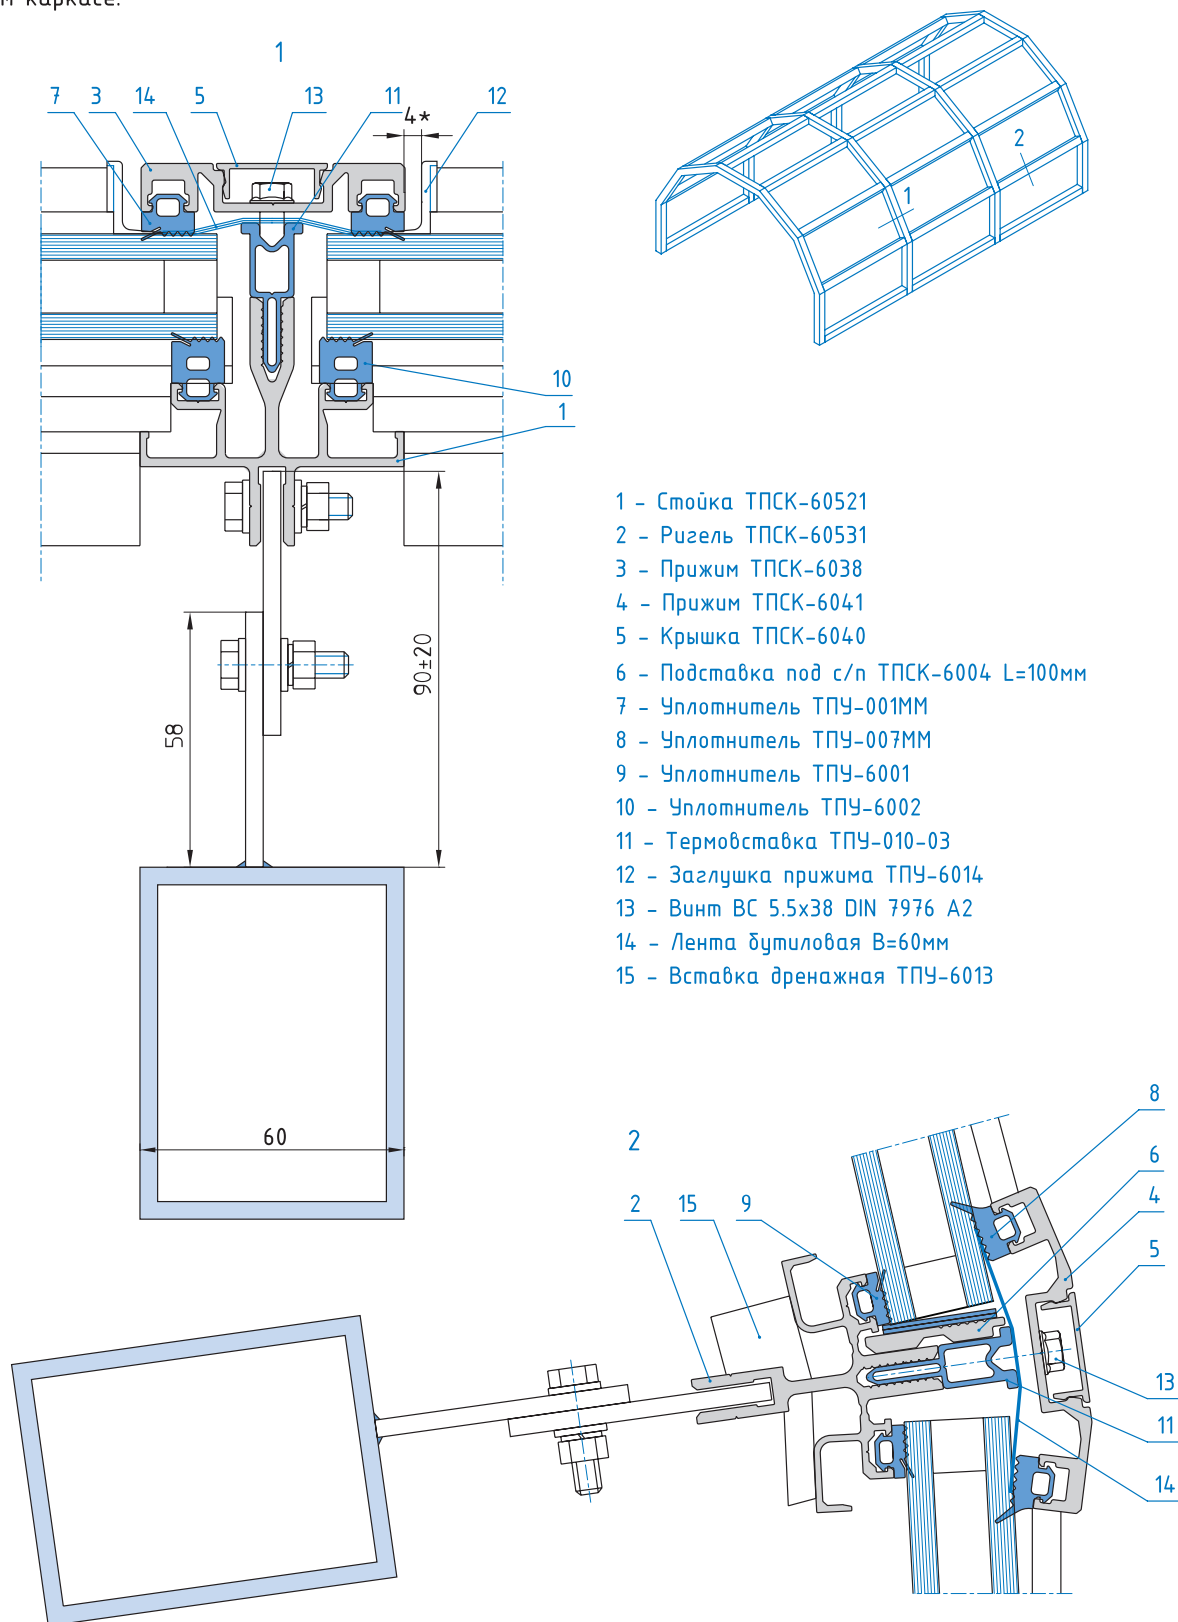 м каркасе.
1
7 3 14 5 13 11 4* 12
2
1
10
1
1 - Стойка ТПСК-60521
2 - Ригель ТПСК-60531
3 - Прижим ТПСК-6038
4 - Прижим ТПСК-6041
5 - Крышка ТПСК-6040
6 - Подставка под с/п ТПСК-6004 L=100мм
7 - Уплотнитель ТПУ-001ММ
8 - Уплотнитель ТПУ-007ММ
9 - Уплотнитель ТПУ-6001
10 - Уплотнитель ТПУ-6002
11 - Термовставка ТПУ-010-03
12 - Заглушка прижима ТПУ-6014
13 - Винт ВС 5.5х38 DIN 7976 А2
14 - Лента бутиловая В=60мм
15 - Вставка дренажная ТПУ-6013
90±20
58
60
2
2 15 9
8
6
4
5
13
11
14